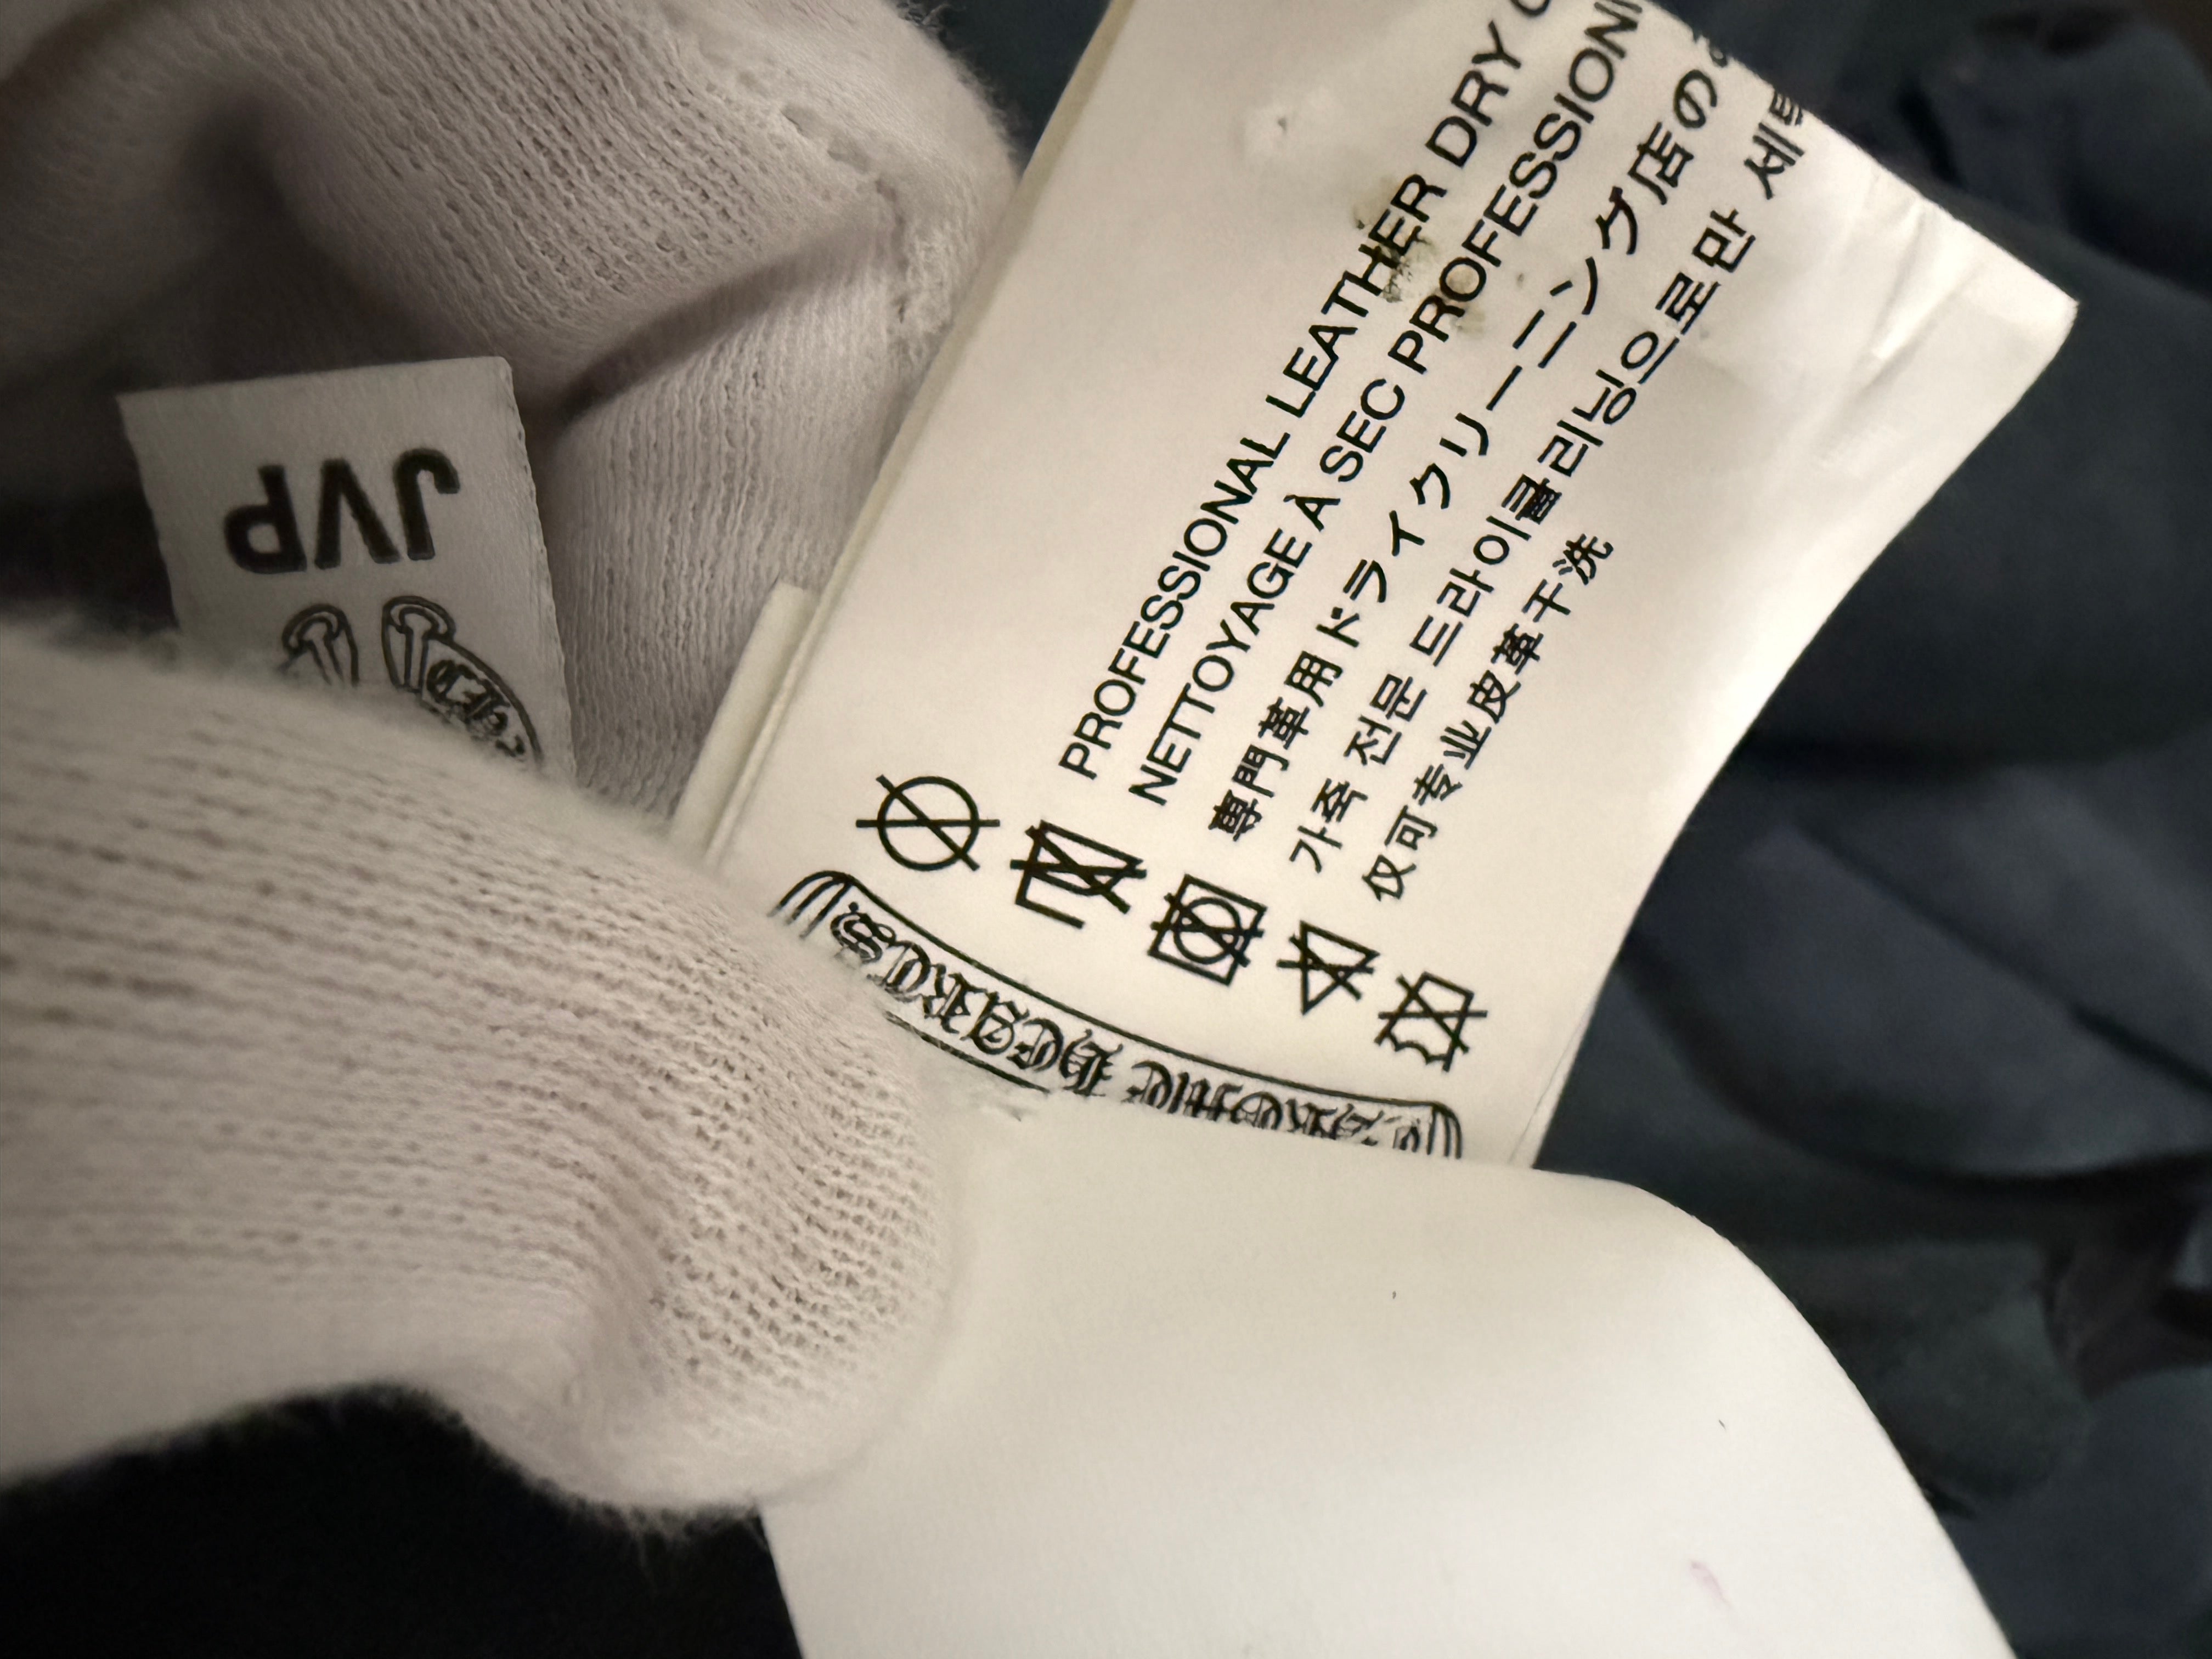 PROFESSIONAL LEATHER DRY
NETTOYAGE À SEC
専門革用ドライクリーニング店の
가죽 전문 드라이클리닝으로만
仅可专业皮革干洗
CHROME HEARTS
JVP